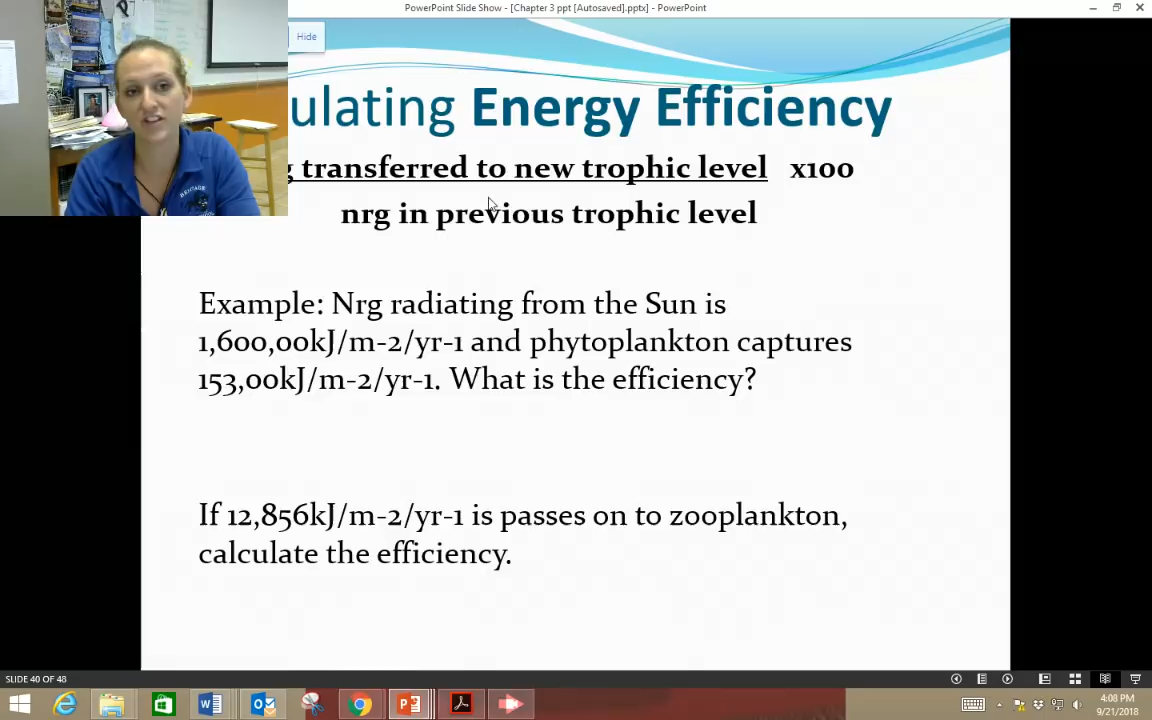 PowerPoint Slide Show - [Chapter 3 ppt [Autosaved].pptx] - PowerPoint
Hide
ulating Energy Efficiency
g transferred to new trophic level x100
nrg in previous trophic level
Example: Nrg radiating from the Sun is
1,600,00kJ/m-2/yr-1 and phytoplankton captures
153,00kJ/m-2/yr-1. What is the efficiency?
If 12,856kJ/m-2/yr-1 is passes on to zooplankton,
calculate the efficiency.
SLIDE 40 OF 48
4:08 PM
9/21/2018